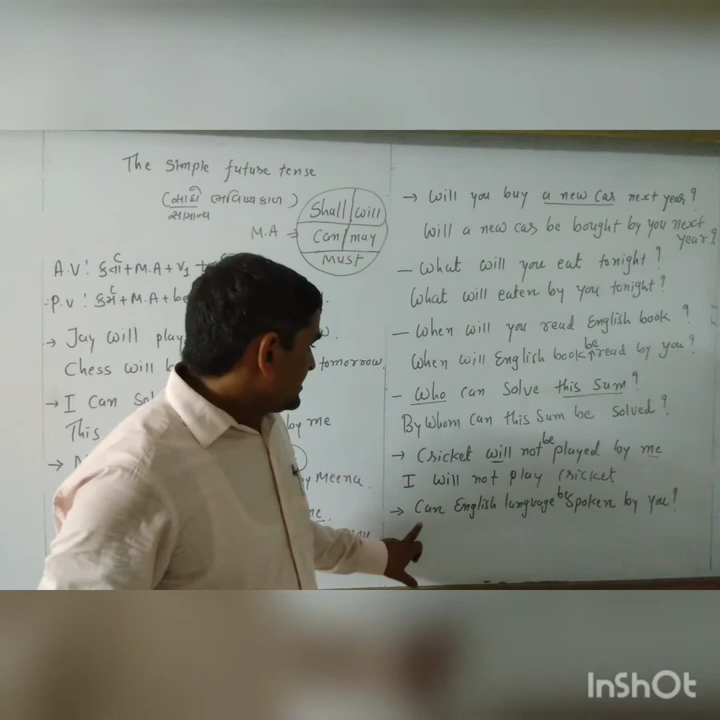 The Simple future tense
(સાદો ભવિષ્યકાળ)
સામાન્ય
M.A → Shall will
Can may
must
A.V: કર્તા + M.A + V1 +
P.V: કર્મ + M.A + be
→ Jay will play
Chess will tomorrow.
→ I Can
This by me
→
by Meena.
→ Will you buy a new car next year?
Will a new car be bought by you next
year?
— What will you eat tonight?
What will eaten by you tonight?
— When will you read English book?
When will English book be read by you?
— Who can solve this sum?
By whom can this sum be solved?
→ Cricket will not be played by me
I will not play cricket
→ Can English language be spoken by you?
InShOt